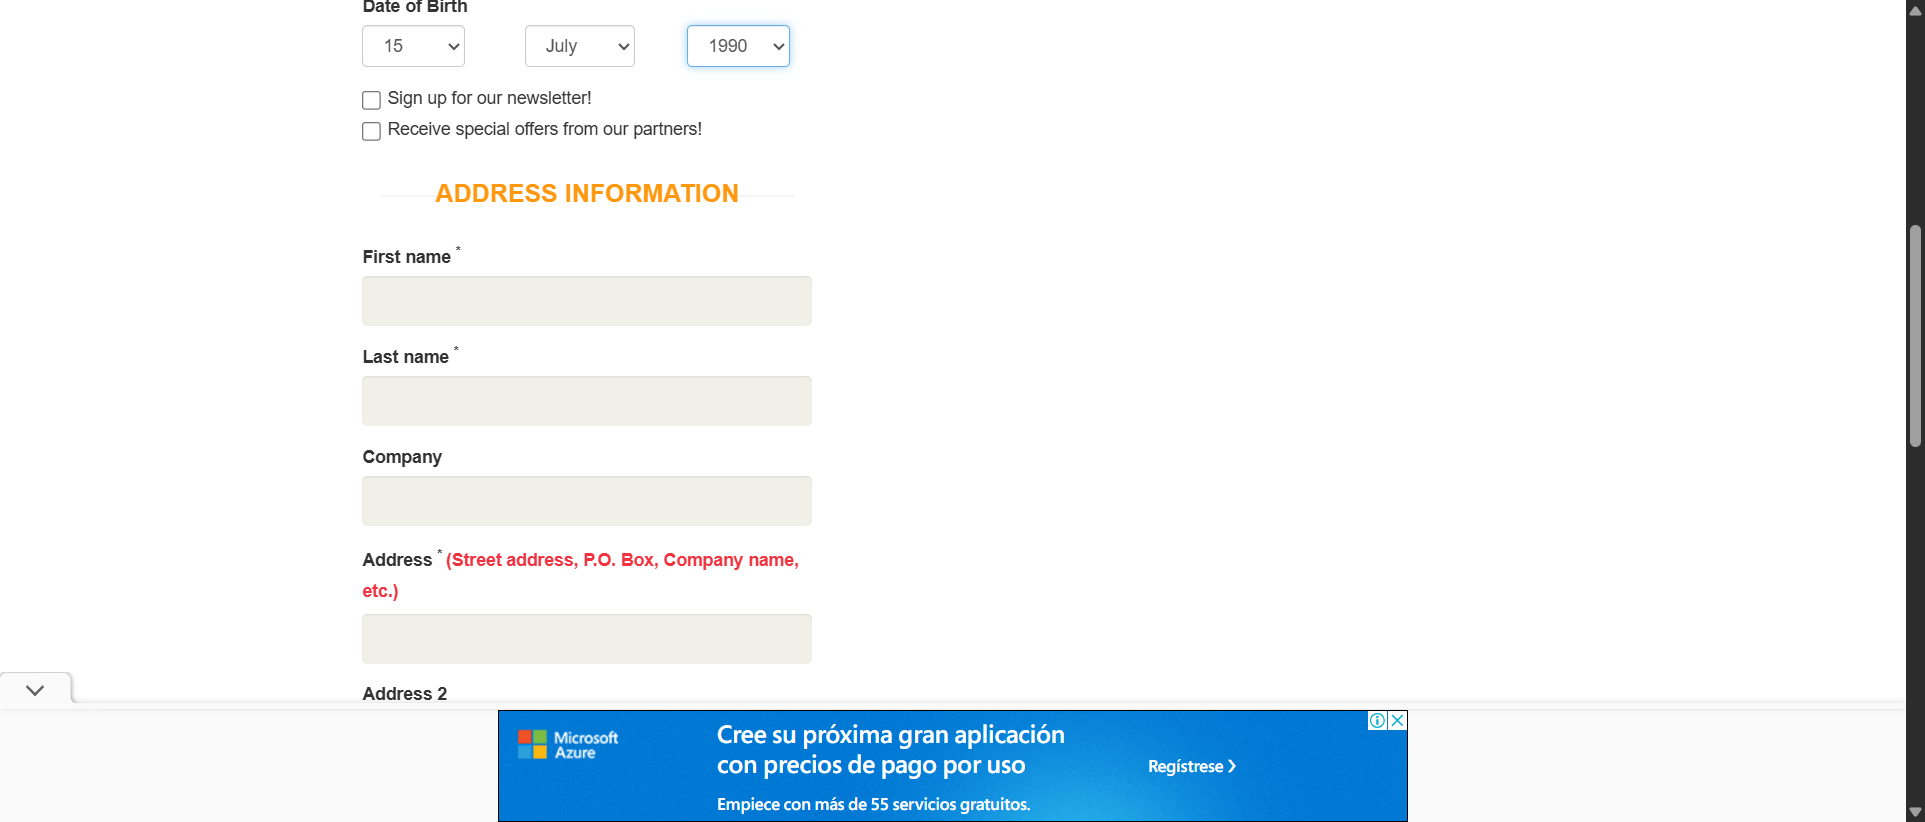 Date of Birth
15 July 1990
Sign up for our newsletter!
Receive special offers from our partners!
ADDRESS INFORMATION
First name *
Last name *
Company
Address * (Street address, P.O. Box, Company name,
etc.)
Address 2
Microsoft
Azure
Cree su próxima gran aplicación
con precios de pago por uso
Empiece con más de 55 servicios gratuitos.
Regístrese